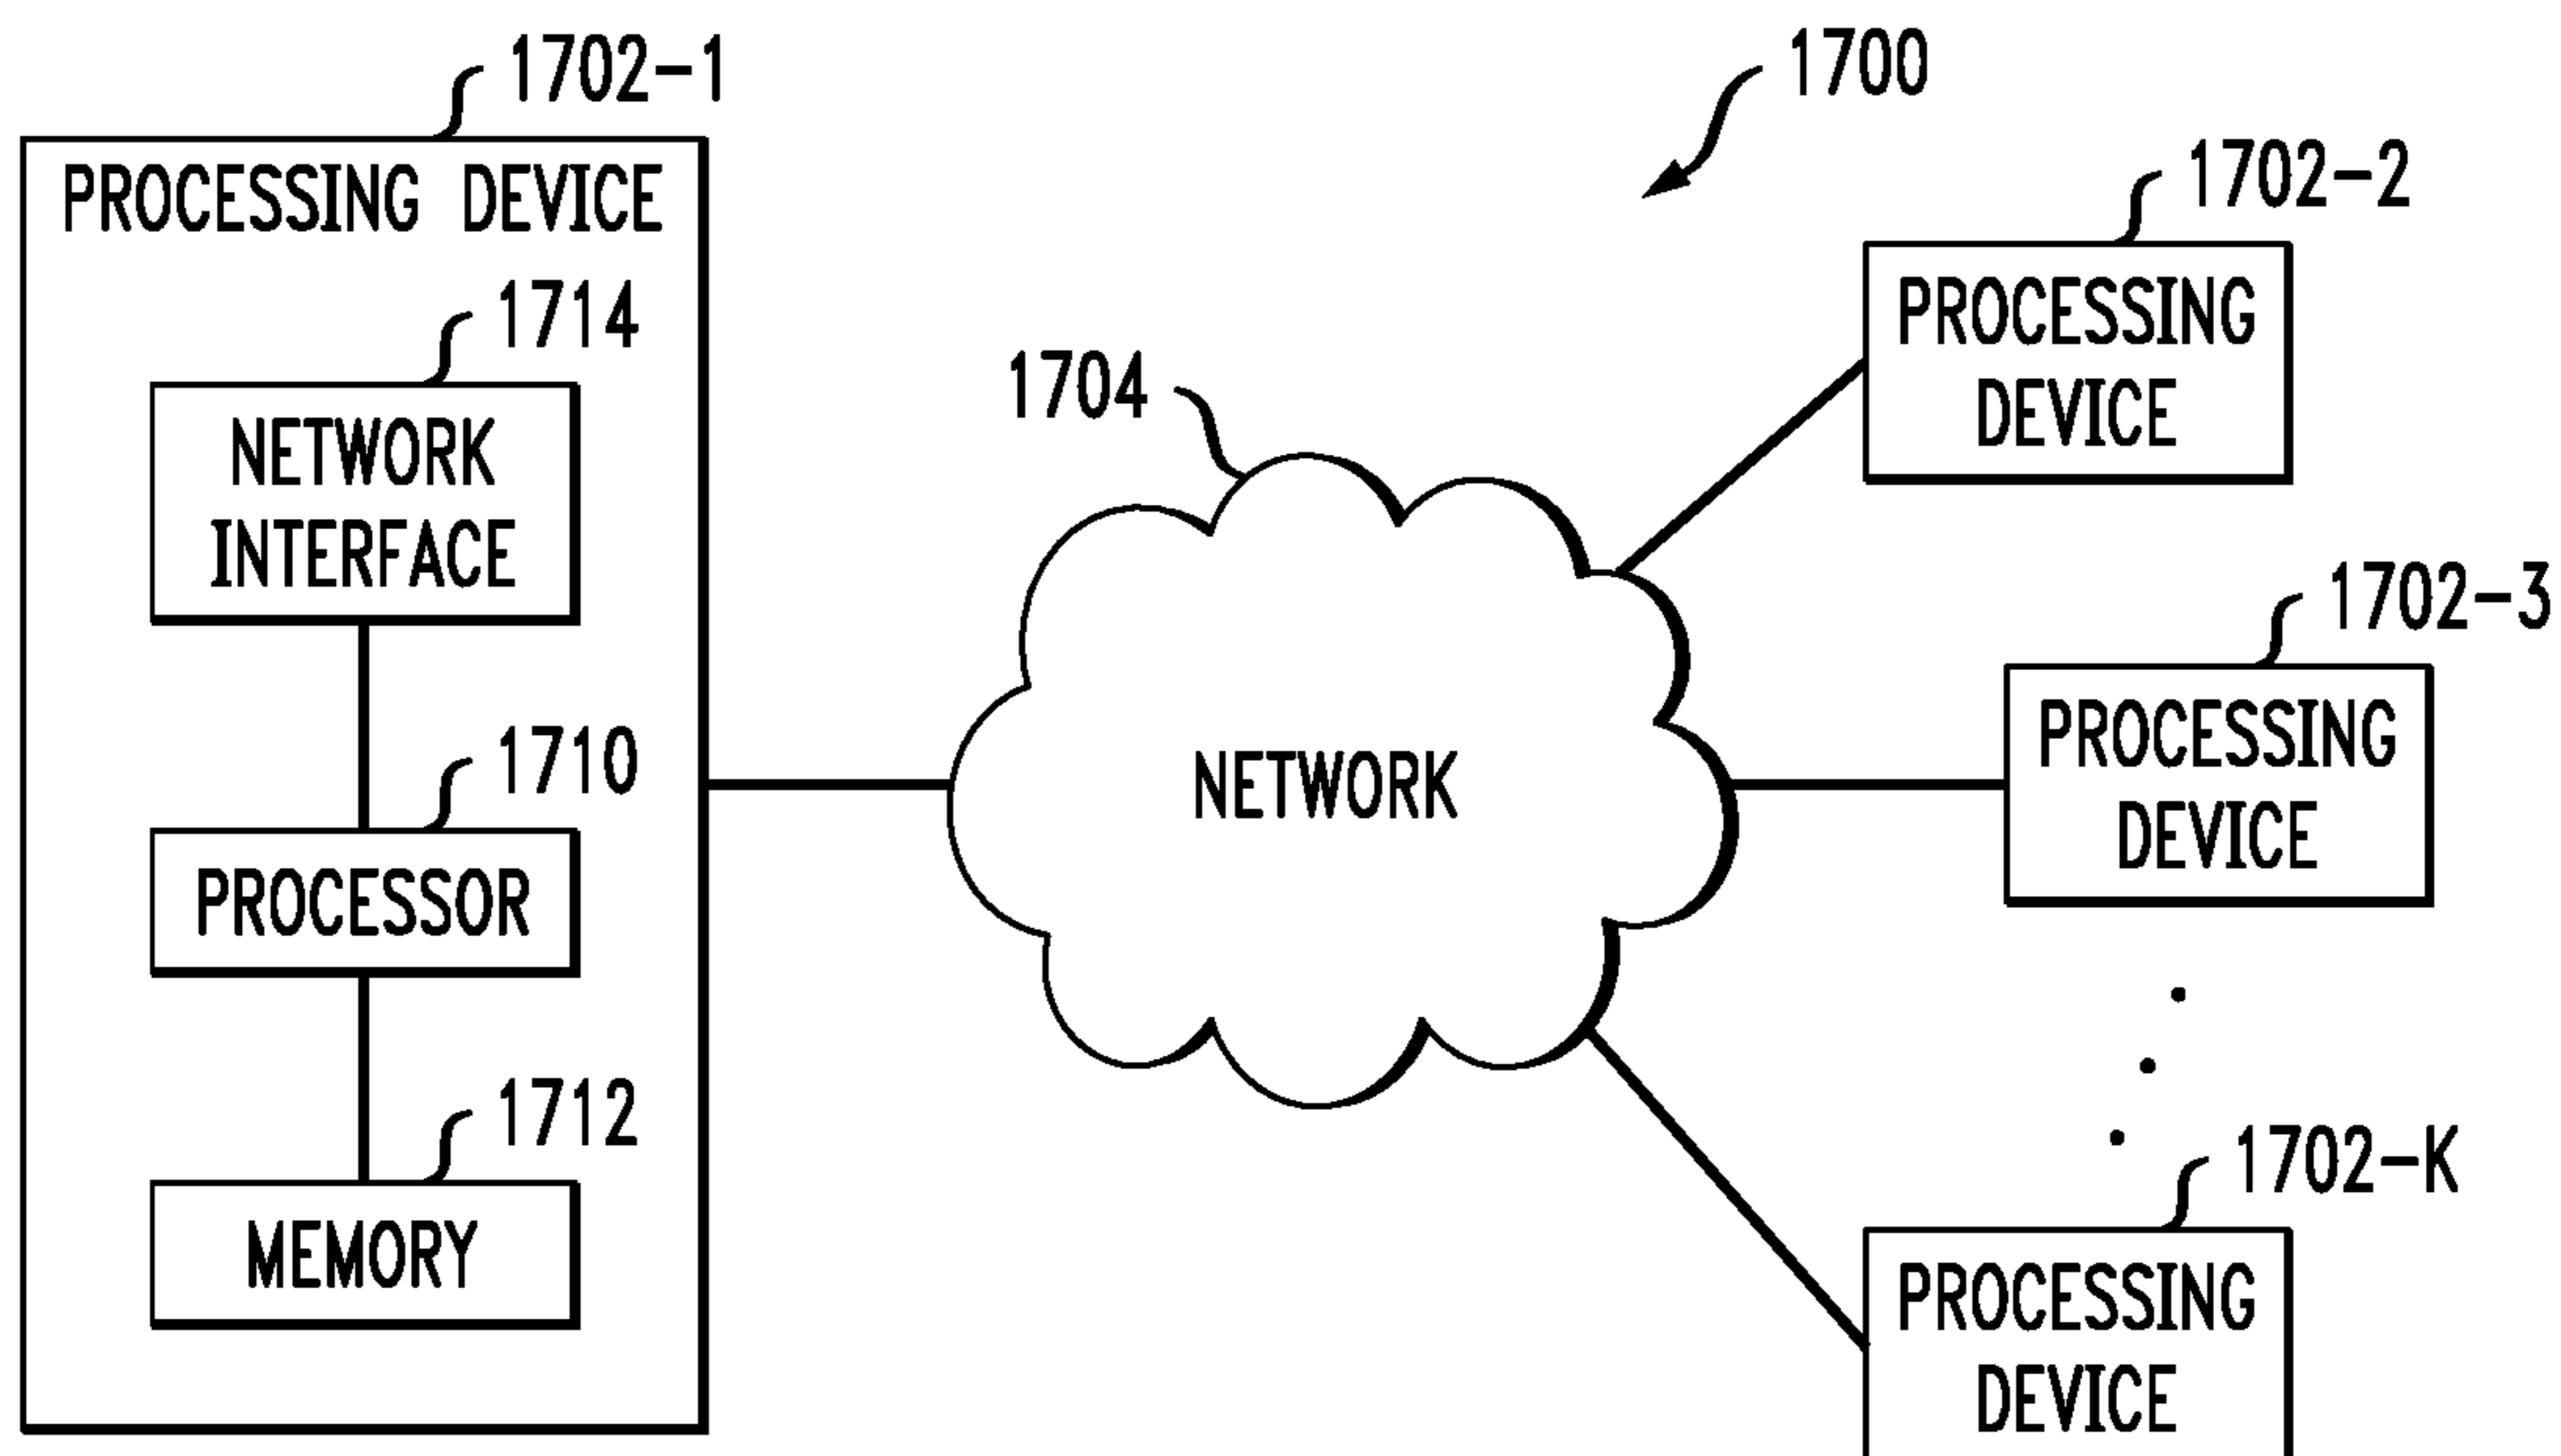 1702-1
PROCESSING DEVICE
1714
NETWORK
INTERFACE
1710
PROCESSOR
1712
MEMORY
1700
1704
NETWORK
1702-2
PROCESSING
DEVICE
1702-3
PROCESSING
DEVICE
1702-K
PROCESSING
DEVICE